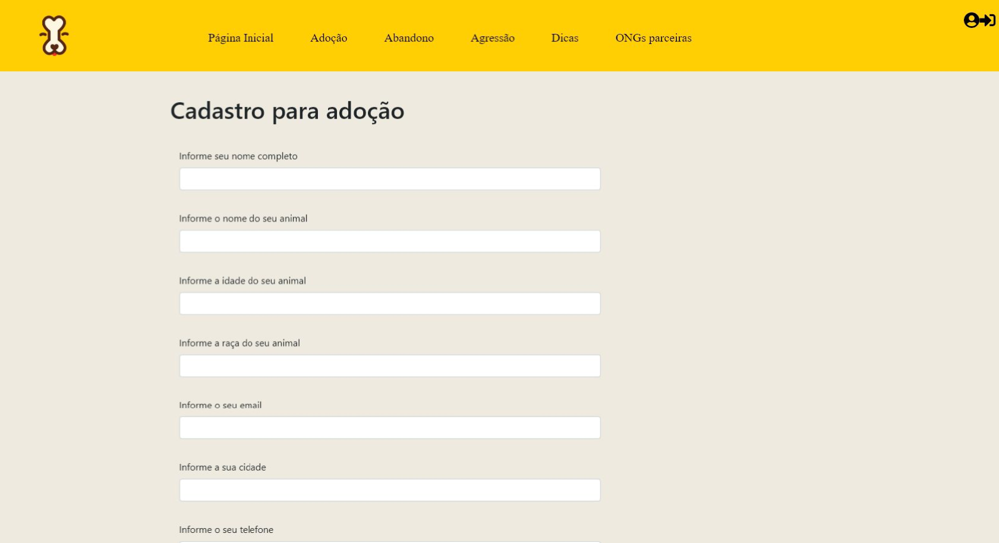 Página Inicial Adoção Abandono Agressão Dicas ONGs parceiras
Cadastro para adoção
Informe seu nome completo
Informe o nome do seu animal
Informe a idade do seu animal
Informe a raça do seu animal
Informe o seu email
Informe a sua cidade
Informe o seu telefone